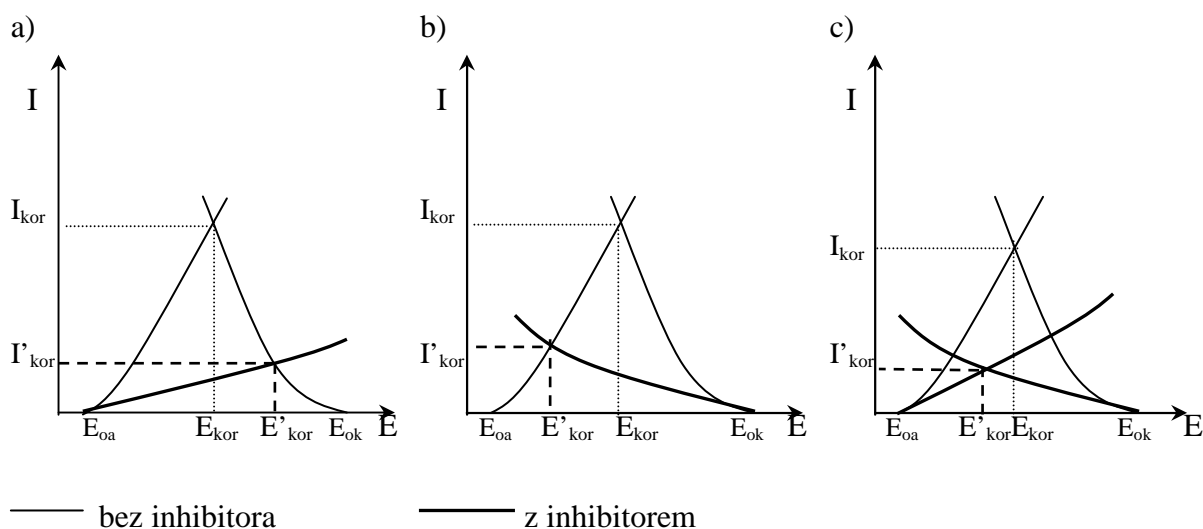 a)
I
I_kor
I'_kor
E_oa E_kor E'_kor E_ok E
b)
I
I_kor
I'_kor
E_oa E'_kor E_kor E_ok E
c)
I
I_kor
I'_kor
E_oa E'_kor E_kor E_ok E
bez inhibitora z inhibitorem